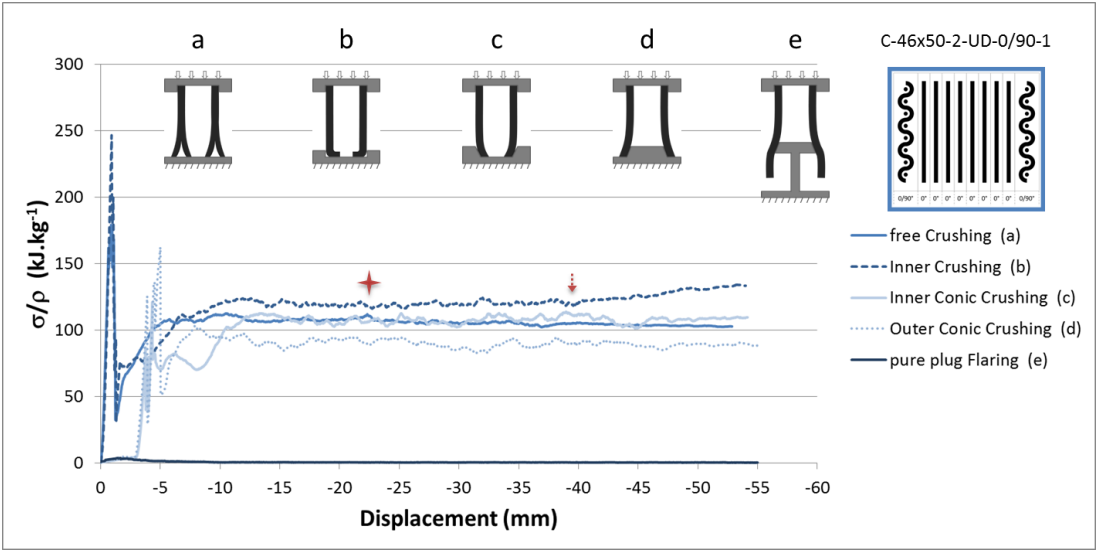 a b c d e
C-46x50-2-UD-0/90-1
0/90° 0° 0° 0° 0° 0° 0° 0° 0/90°
free Crushing (a)
Inner Crushing (b)
Inner Conic Crushing (c)
Outer Conic Crushing (d)
pure plug Flaring (e)
σ/ρ (kJ.kg⁻¹)
300
250
200
150
100
50
0
0 -5 -10 -15 -20 -25 -30 -35 -40 -45 -50 -55 -60
Displacement (mm)